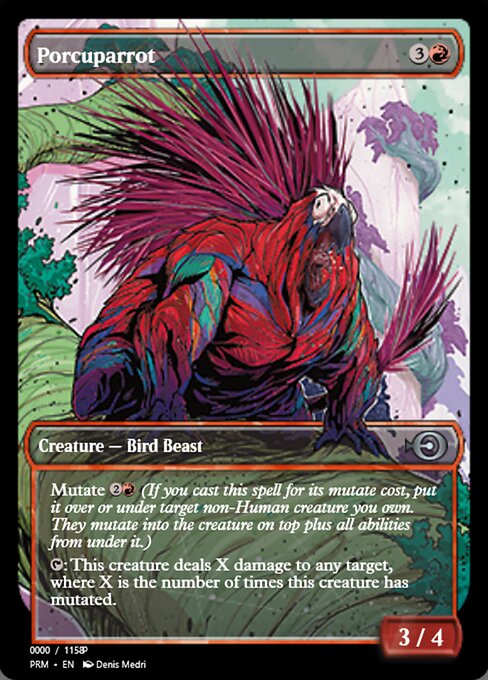 Porcuparrot 3
Creature — Bird Beast
Mutate 2 (If you cast this spell for its mutate cost, put
it over or under target non-Human creature you own.
They mutate into the creature on top plus all abilities
from under it.)
: This creature deals X damage to any target,
where X is the number of times this creature has
mutated.
3/4
0000 / 1158P
PRM • EN Denis Medri